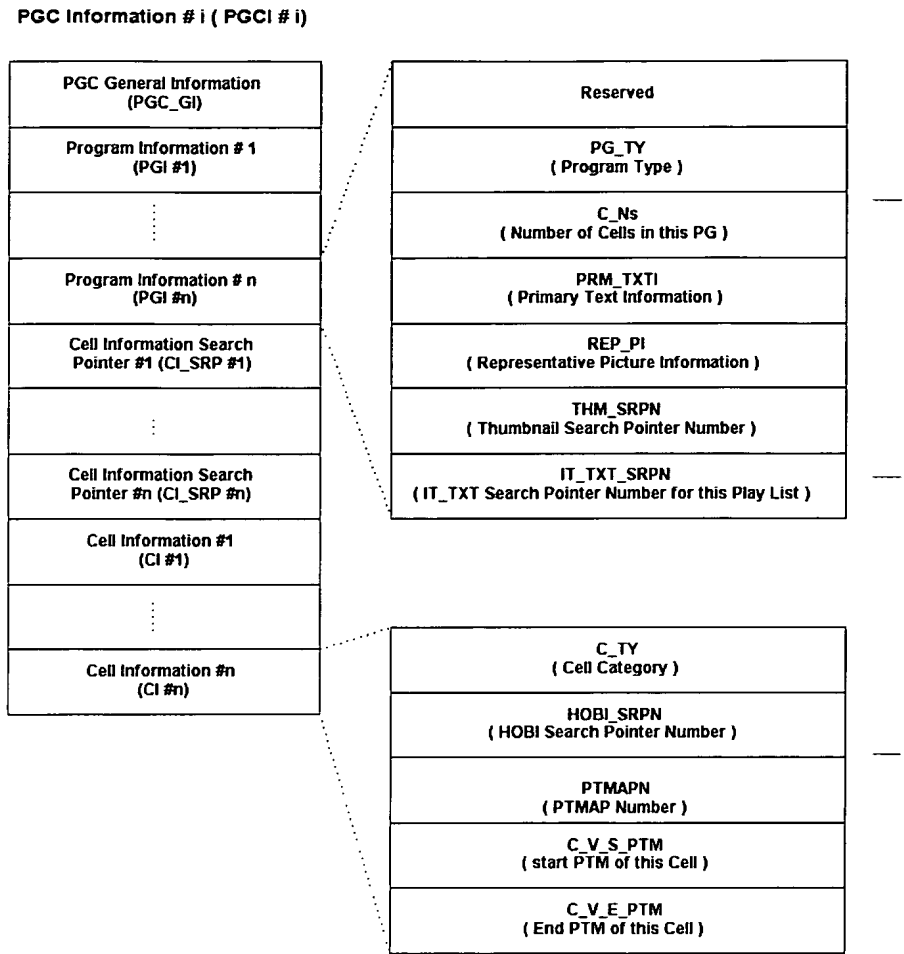 PGC Information # i ( PGCI # i)
PGC General Information
(PGC_GI)
Program Information # 1
(PGI #1)
Program Information # n
(PGI #n)
Cell Information Search
Pointer #1 (CI_SRP #1)
Cell Information Search
Pointer #n (CI_SRP #n)
Cell Information #1
(CI #1)
Cell Information #n
(CI #n)
Reserved
PG_TY
( Program Type )
C_Ns
( Number of Cells in this PG )
PRM_TXTI
( Primary Text Information )
REP_PI
( Representative Picture Information )
THM_SRPN
( Thumbnail Search Pointer Number )
IT_TXT_SRPN
( IT_TXT Search Pointer Number for this Play List )
C_TY
( Cell Category )
HOBI_SRPN
( HOBI Search Pointer Number )
PTMAPN
( PTMAP Number )
C_V_S_PTM
( start PTM of this Cell )
C_V_E_PTM
( End PTM of this Cell )